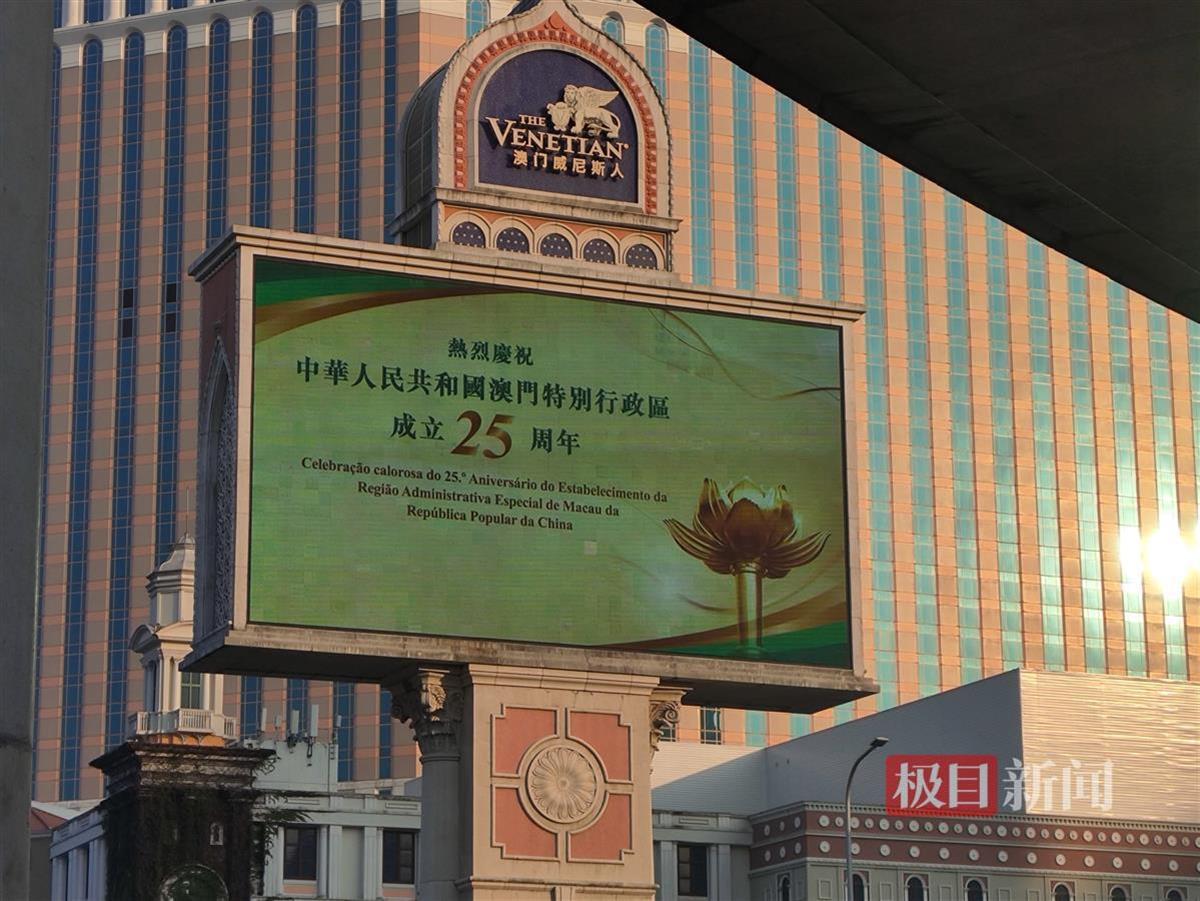 THE
VENETIAN®
澳门威尼斯人
熱烈慶祝
中華人民共和國澳門特別行政區
成立 25 周年
Celebração calorosa do 25.º Aniversário do Estabelecimento da
Região Administrativa Especial de Macau da
República Popular da China
极目新闻